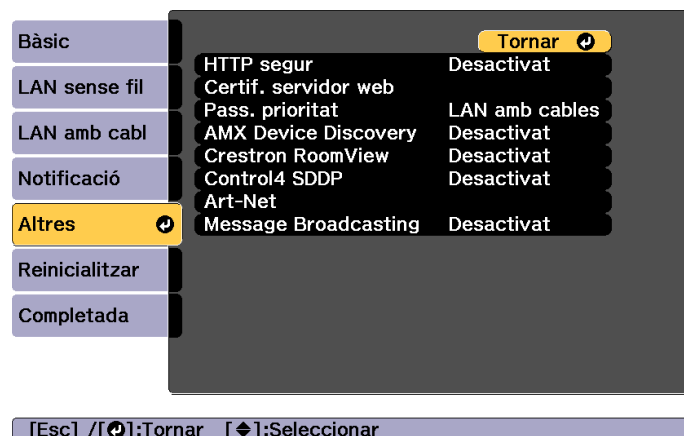 Bàsic
LAN sense fil
LAN amb cabl
Notificació
Altres
Reinicialitzar
Completada
Tornar
HTTP segur Desactivat
Certif. servidor web
Pass. prioritat LAN amb cables
AMX Device Discovery Desactivat
Crestron RoomView Desactivat
Control4 SDDP Desactivat
Art-Net
Message Broadcasting Desactivat
[Esc] /[ ]:Tornar [ ]:Seleccionar